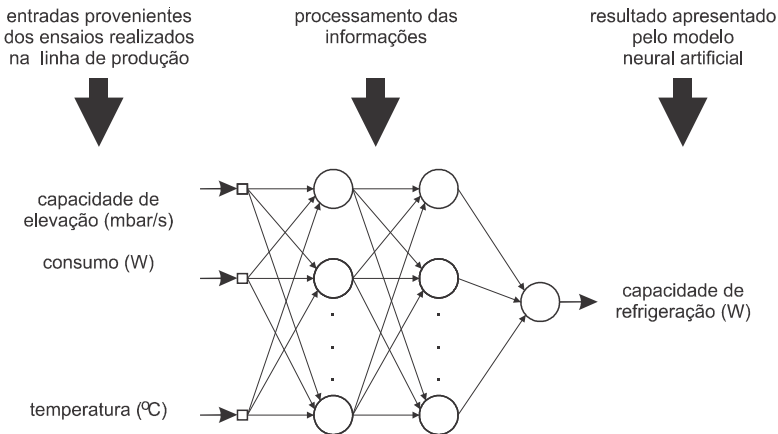 entradas provenientes
dos ensaios realizados
na linha de produção
processamento das
informações
resultado apresentado
pelo modelo
neural artificial
capacidade de
elevação (mbar/s)
consumo (W)
temperatura (ºC)
capacidade de
refrigeração (W)